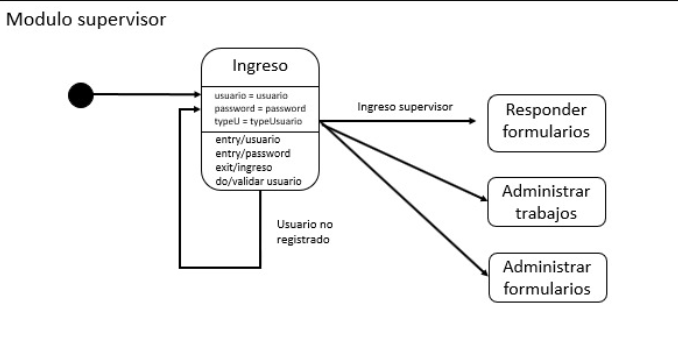 Modulo supervisor
Ingreso
usuario = usuario
password = password
typeU = typeUsuario
entry/usuario
entry/password
exit/ingreso
do/validar usuario
Usuario no
registrado
Ingreso supervisor
Responder
formularios
Administrar
trabajos
Administrar
formularios